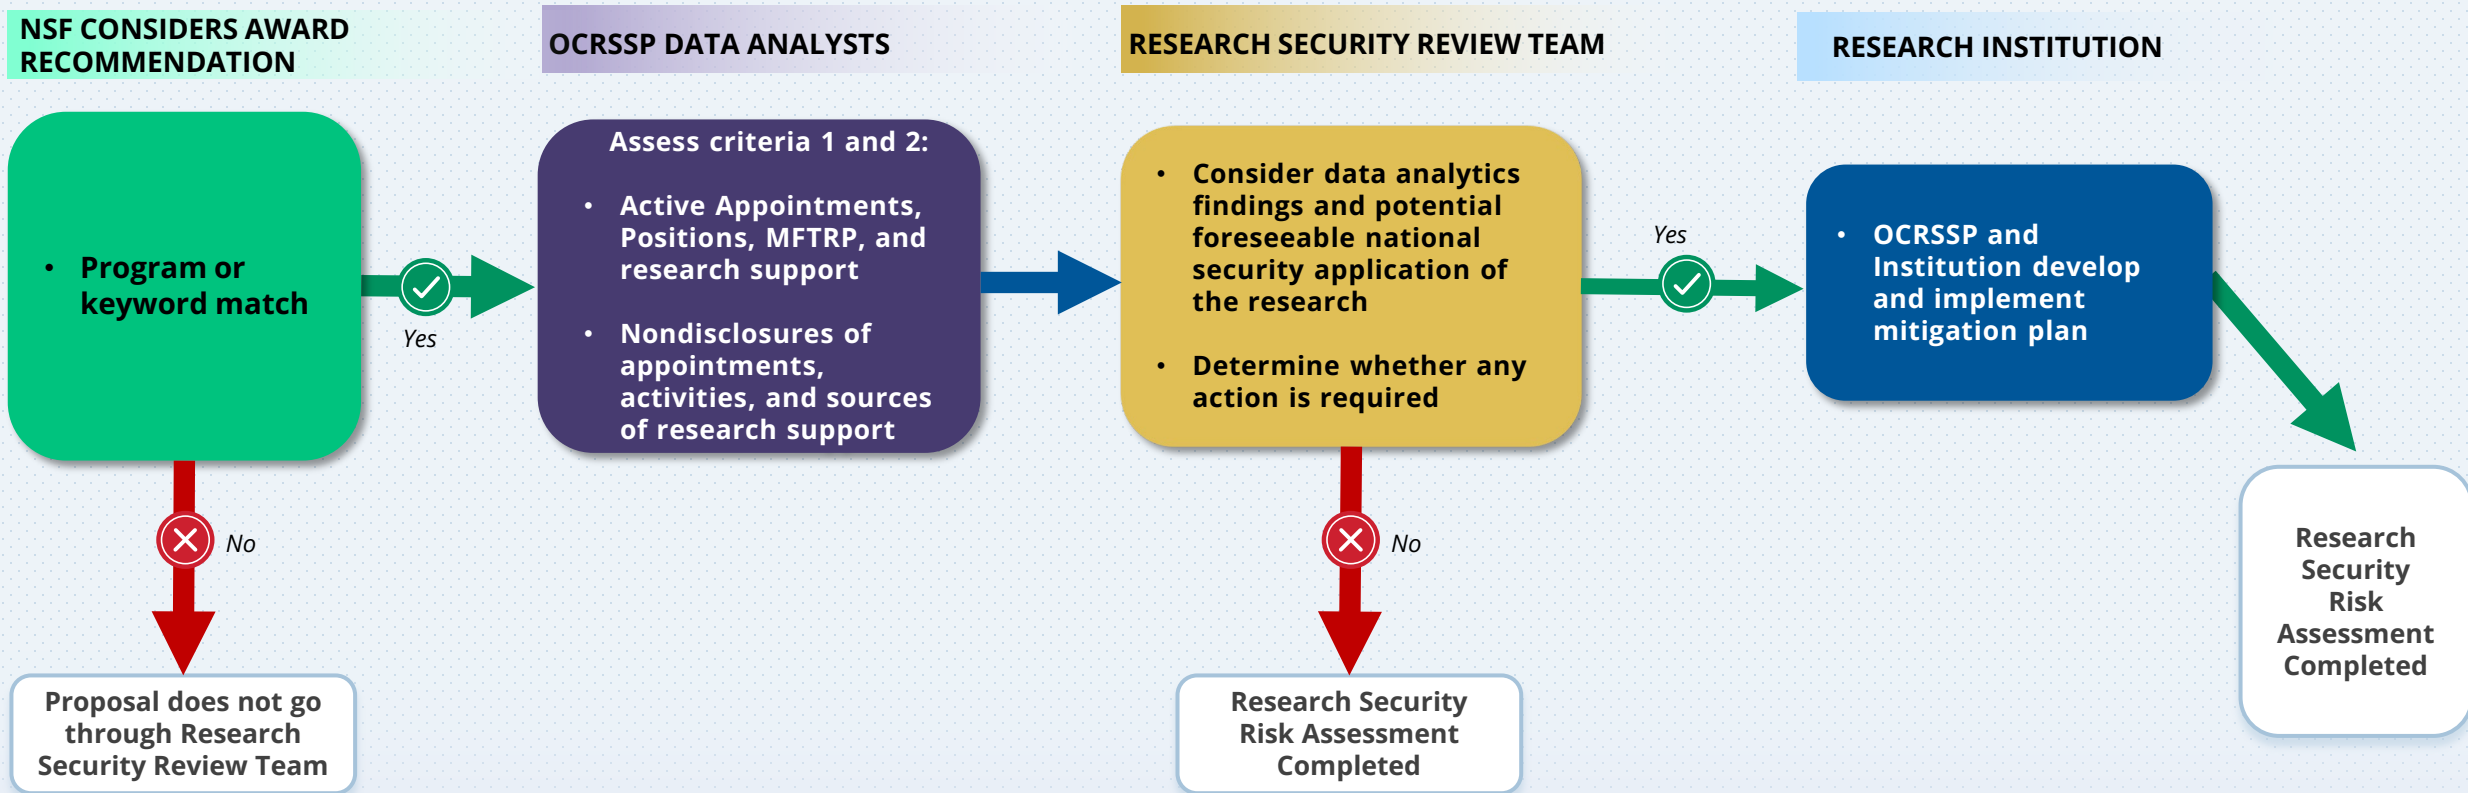 NSF CONSIDERS AWARD
RECOMMENDATION
OCRSSP DATA ANALYSTS
RESEARCH SECURITY REVIEW TEAM
RESEARCH INSTITUTION
• Program or
keyword match
Yes
No
Proposal does not go
through Research
Security Review Team
Assess criteria 1 and 2:
• Active Appointments,
Positions, MFTRP, and
research support
• Nondisclosures of
appointments,
activities, and sources
of research support
• Consider data analytics
findings and potential
foreseeable national
security application of
the research
• Determine whether any
action is required
Yes
No
Research Security
Risk Assessment
Completed
• OCRSSP and
Institution develop
and implement
mitigation plan
Research
Security
Risk
Assessment
Completed